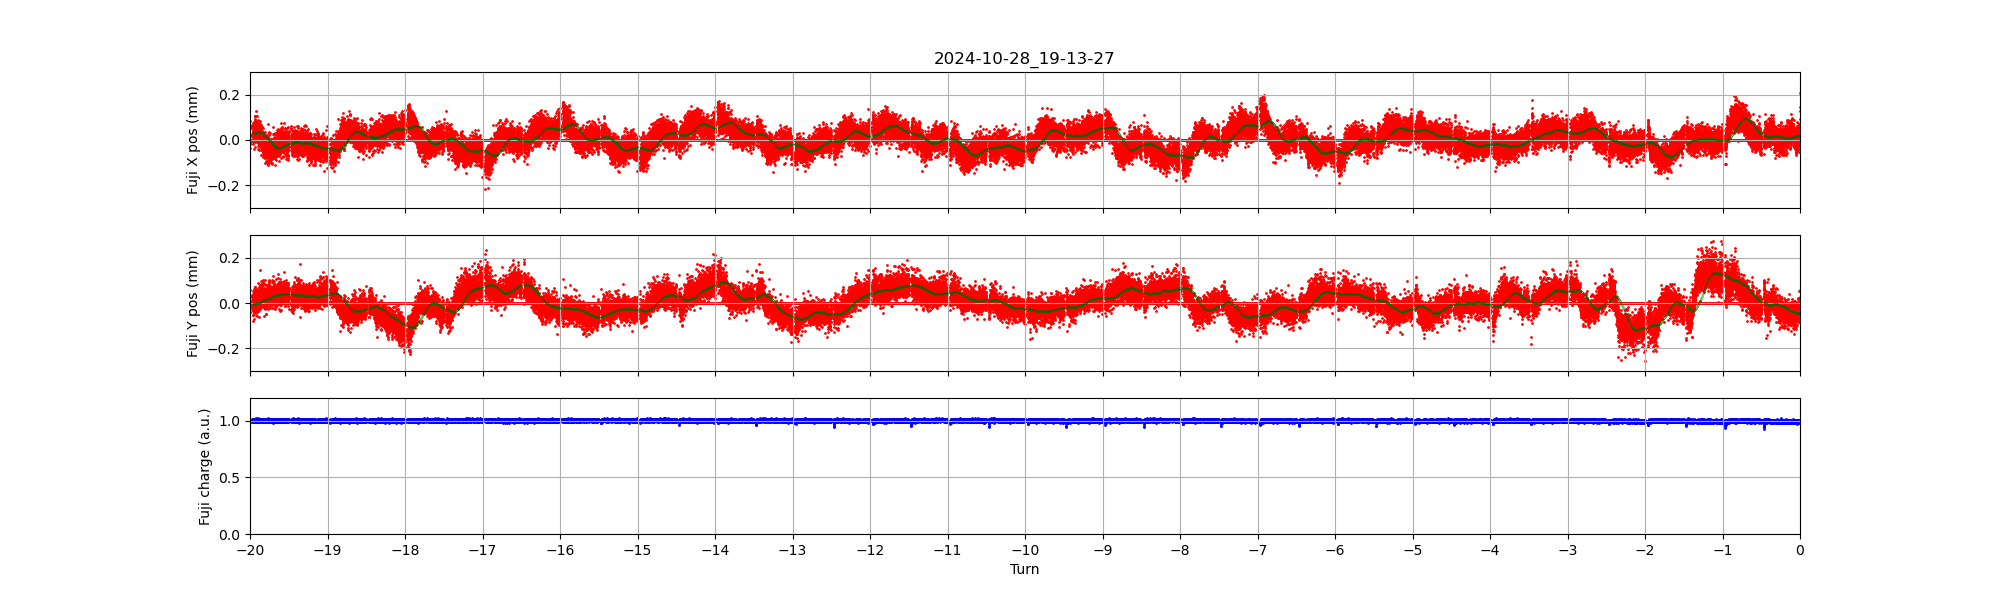 2024-10-28_19-13-27
Fuji X pos (mm)
0.2
0.0
−0.2
Fuji Y pos (mm)
0.2
0.0
−0.2
Fuji charge (a.u.)
1.0
0.5
0.0
−20 −19 −18 −17 −16 −15 −14 −13 −12 −11 −10 −9 −8 −7 −6 −5 −4 −3 −2 −1 0
Turn